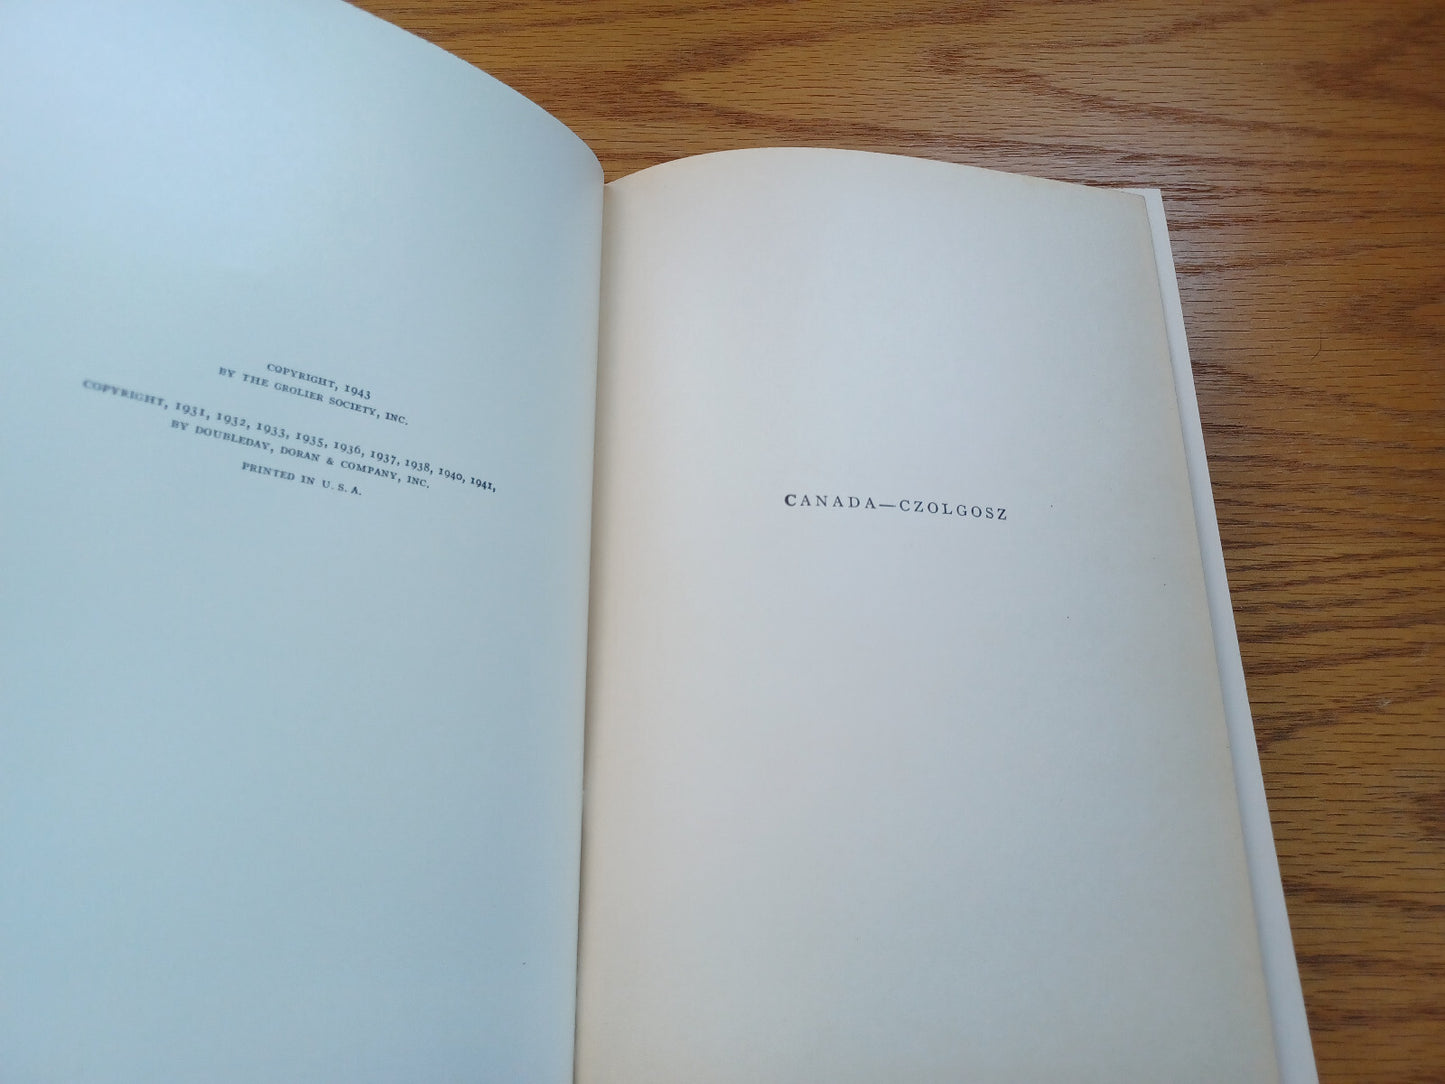 COPYRIGHT, 1943
BY THE GROLIER SOCIETY, INC.
COPYRIGHT, 1931, 1932, 1933, 1935, 1936, 1937, 1938, 1940, 1941,
BY DOUBLEDAY, DORAN & COMPANY, INC.
PRINTED IN U. S. A.
CANADA—CZOLGOSZ